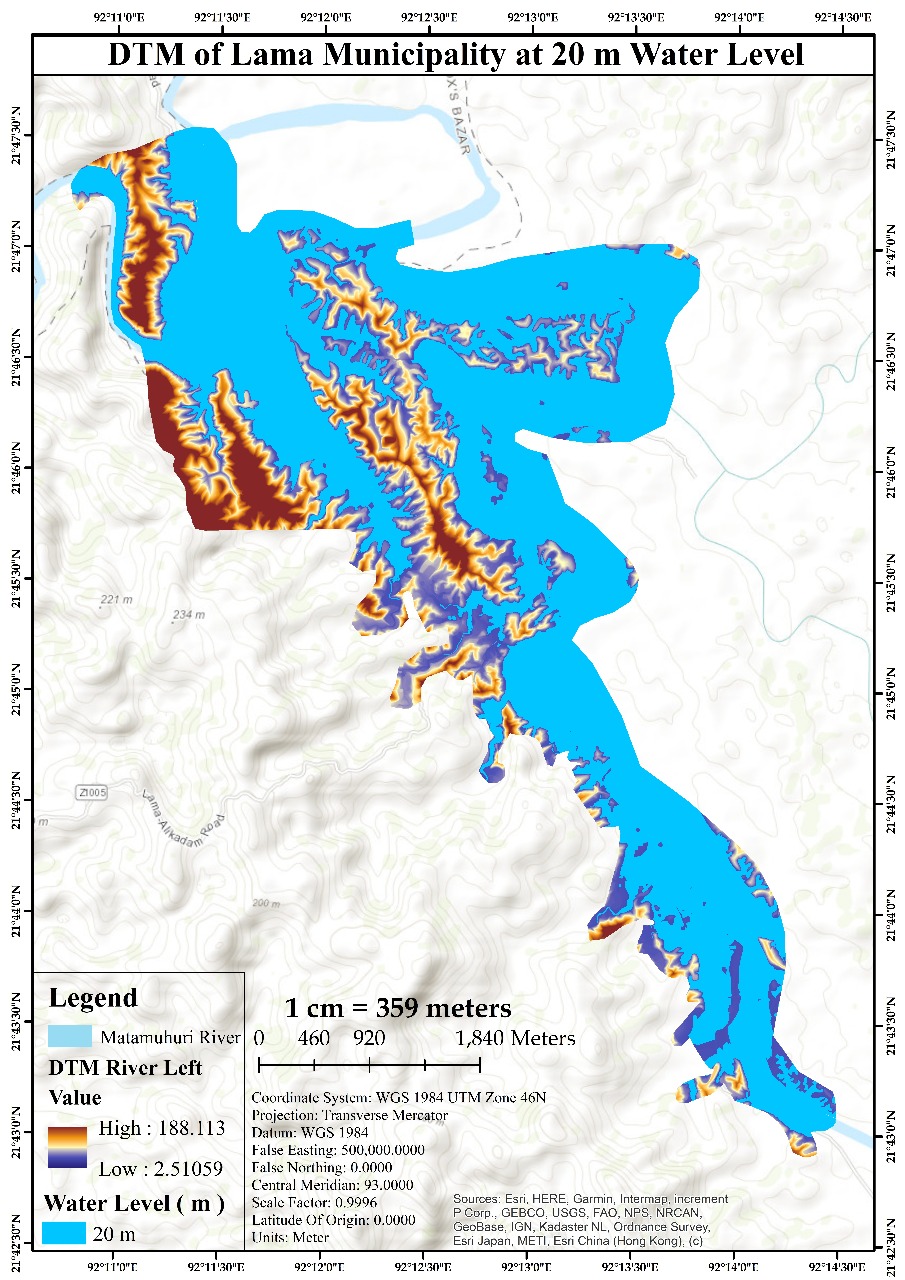 92°11'0"E 92°11'30"E 92°12'0"E 92°12'30"E 92°13'0"E 92°13'30"E 92°14'0"E 92°14'30"E
DTM of Lama Municipality at 20 m Water Level
ad
X'S BAZAR
21°47'30"N 21°47'30"N
21°47'0"N 21°47'0"N
21°46'30"N 21°46'30"N
21°46'0"N 21°46'0"N
21°45'30"N 21°45'30"N
221 m
234 m
21°45'0"N 21°45'0"N
Z1005
Lama-Alikadam Road
m
21°44'30"N 21°44'30"N
200 m
21°44'0"N 21°44'0"N
21°43'30"N 21°43'30"N
21°43'0"N 21°43'0"N
21°42'30"N 21°42'30"N
Legend
Matamuhuri River
DTM River Left
Value
High : 188.113
Low : 2.51059
Water Level ( m )
20 m
1 cm = 359 meters
0 460 920 1,840 Meters
Coordinate System: WGS 1984 UTM Zone 46N
Projection: Transverse Mercator
Datum: WGS 1984
False Easting: 500,000.0000
False Northing: 0.0000
Central Meridian: 93.0000
Scale Factor: 0.9996
Latitude Of Origin: 0.0000
Units: Meter
Sources: Esri, HERE, Garmin, Intermap, increment
P Corp., GEBCO, USGS, FAO, NPS, NRCAN,
GeoBase, IGN, Kadaster NL, Ordnance Survey,
Esri Japan, METI, Esri China (Hong Kong), (c)
92°11'0"E 92°11'30"E 92°12'0"E 92°12'30"E 92°13'0"E 92°13'30"E 92°14'0"E 92°14'30"E